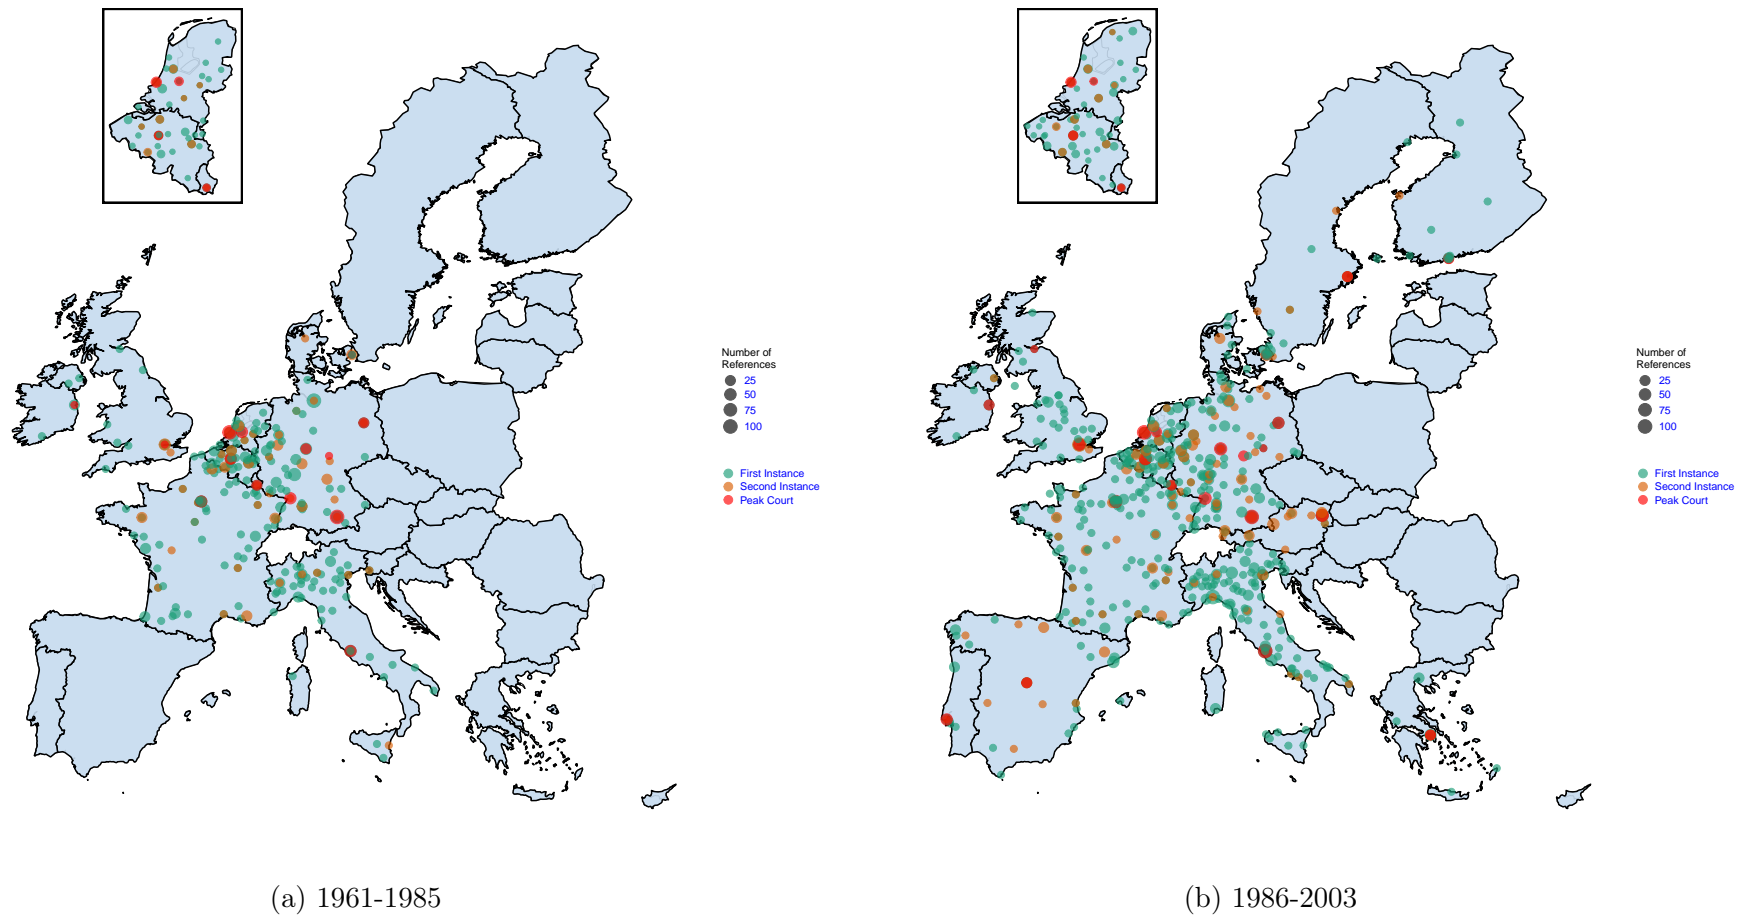 Number of
References
25
50
75
100
First Instance
Second Instance
Peak Court
(a) 1961-1985
Number of
References
25
50
75
100
First Instance
Second Instance
Peak Court
(b) 1986-2003